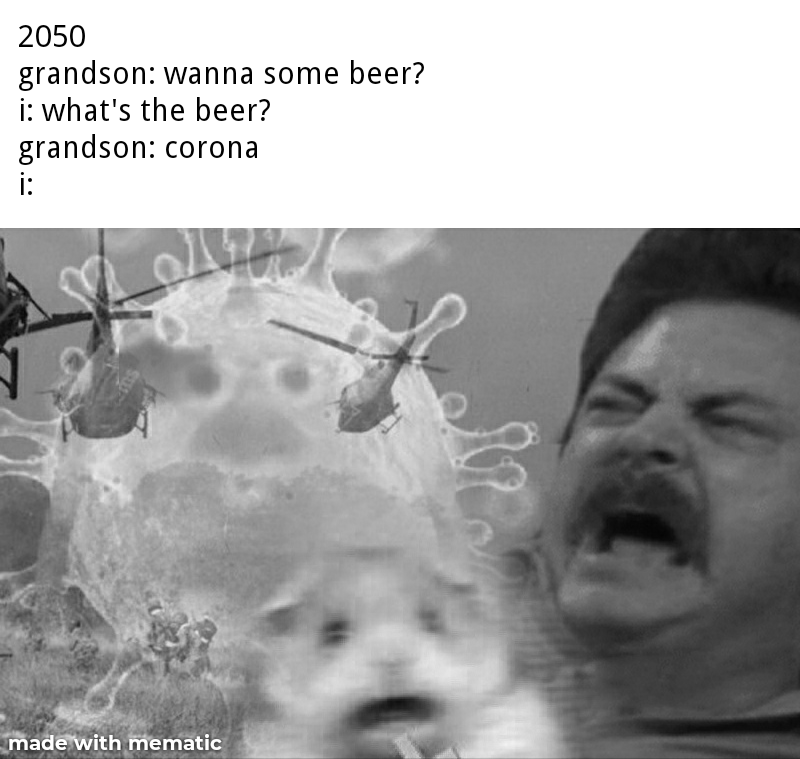 2050
grandson: wanna some beer?
i: what's the beer?
grandson: corona
i:
made with mematic